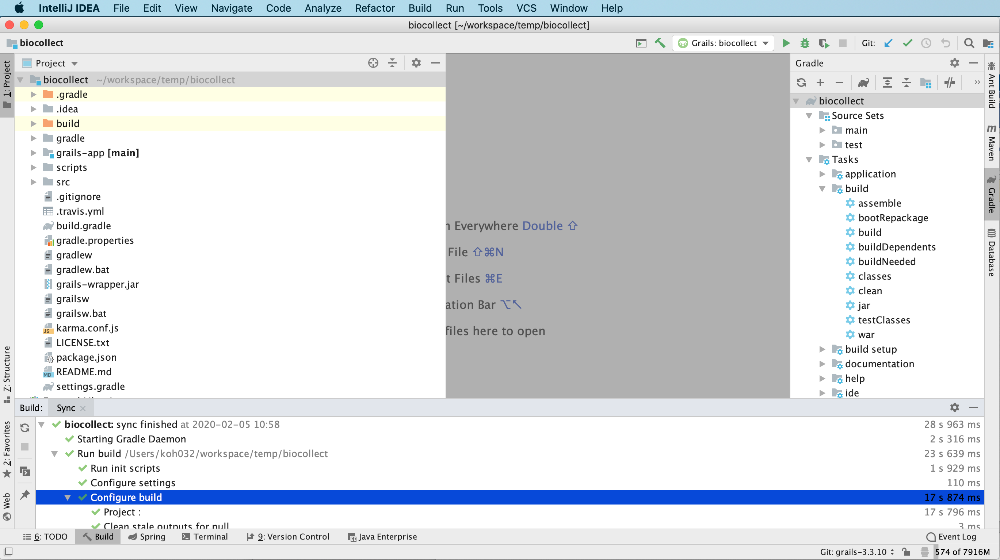 IntelliJ IDEA File Edit View Navigate Code Analyze Refactor Build Run Tools VCS Window Help
biocollect [~/workspace/temp/biocollect]
biocollect
Grails: biocollect
Git:
1: Project
7: Structure
2: Favorites
Web
Project
biocollect ~/workspace/temp/biocollect
.gradle
.idea
build
gradle
grails-app [main]
scripts
src
.gitignore
.travis.yml
build.gradle
gradle.properties
gradlew
gradlew.bat
grails-wrapper.jar
grailsw
grailsw.bat
karma.conf.js
LICENSE.txt
package.json
README.md
settings.gradle
Everywhere Double ⇧
File ⇧⌘N
Files ⌘E
Bar ⌥↖
files here to open
Gradle
biocollect
Source Sets
main
test
Tasks
application
build
assemble
bootRepackage
build
buildDependents
buildNeeded
classes
clean
jar
testClasses
war
build setup
documentation
help
ide
Ant Build
Maven
Gradle
Database
Build: Sync
biocollect: sync finished at 2020-02-05 10:58 28 s 963 ms
Starting Gradle Daemon 2 s 316 ms
Run build /Users/koh032/workspace/temp/biocollect 23 s 639 ms
Run init scripts 1 s 929 ms
Configure settings 110 ms
Configure build 17 s 874 ms
Project : 17 s 796 ms
Clean stale outputs for null 3 ms
6: TODO Build Spring Terminal 9: Version Control Java Enterprise Event Log
Git: grails-3.3.10 574 of 7916M